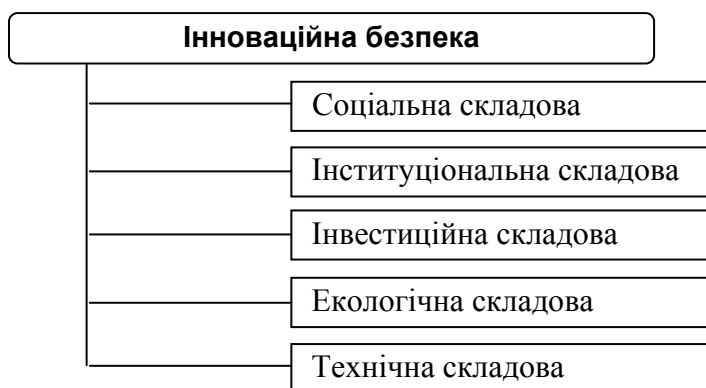 Інноваційна безпека
Соціальна складова
Інституціональна складова
Інвестиційна складова
Екологічна складова
Технічна складова